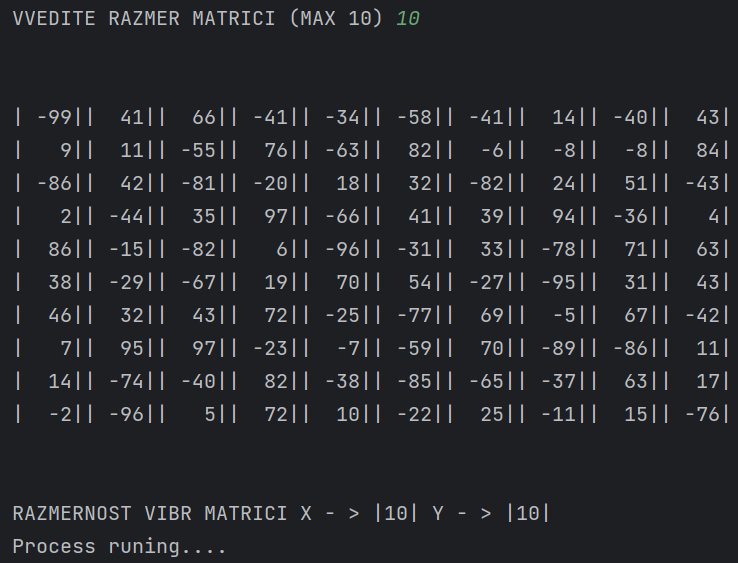 VVEDITE RAZMER MATRICI (MAX 10) 10
| -99||  41||  66|| -41|| -34|| -58|| -41||  14|| -40||  43|
|   9||  11|| -55||  76|| -63||  82||  -6||  -8||  -8||  84|
| -86||  42|| -81|| -20||  18||  32|| -82||  24||  51|| -43|
|   2|| -44||  35||  97|| -66||  41||  39||  94|| -36||   4|
|  86|| -15|| -82||   6|| -96|| -31||  33|| -78||  71||  63|
|  38|| -29|| -67||  19||  70||  54|| -27|| -95||  31||  43|
|  46||  32||  43||  72|| -25|| -77||  69||  -5||  67|| -42|
|   7||  95||  97|| -23||  -7|| -59||  70|| -89|| -86||  11|
|  14|| -74|| -40||  82|| -38|| -85|| -65|| -37||  63||  17|
|  -2|| -96||   5||  72||  10|| -22||  25|| -11||  15|| -76|
RAZMERNOST VIBR MATRICI X - > |10| Y - > |10|
Process runing....